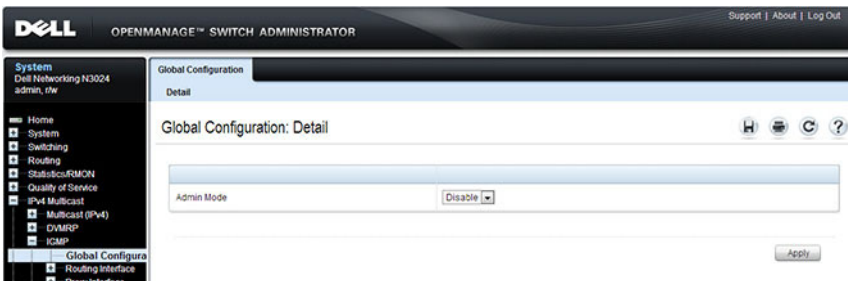 Support | About | Log Out
DELL
OPENMANAGE™ SWITCH ADMINISTRATOR
System
Dell Networking N3024
admin, r/w
Home
System
Switching
Routing
Statistics/RMON
Quality of Service
IPv4 Multicast
Multicast (IPv4)
DVMRP
IGMP
Global Configura
Routing Interface
Proxy Interface
Global Configuration
Detail
Global Configuration: Detail
Admin Mode
Disable
Apply